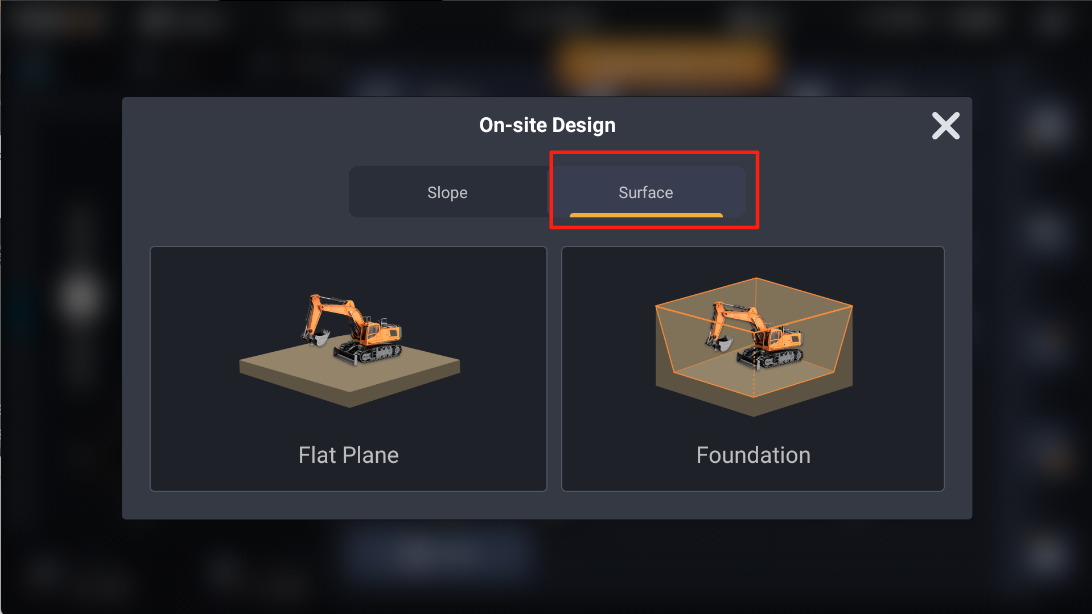 On-site Design
Slope
Surface
Flat Plane
Foundation